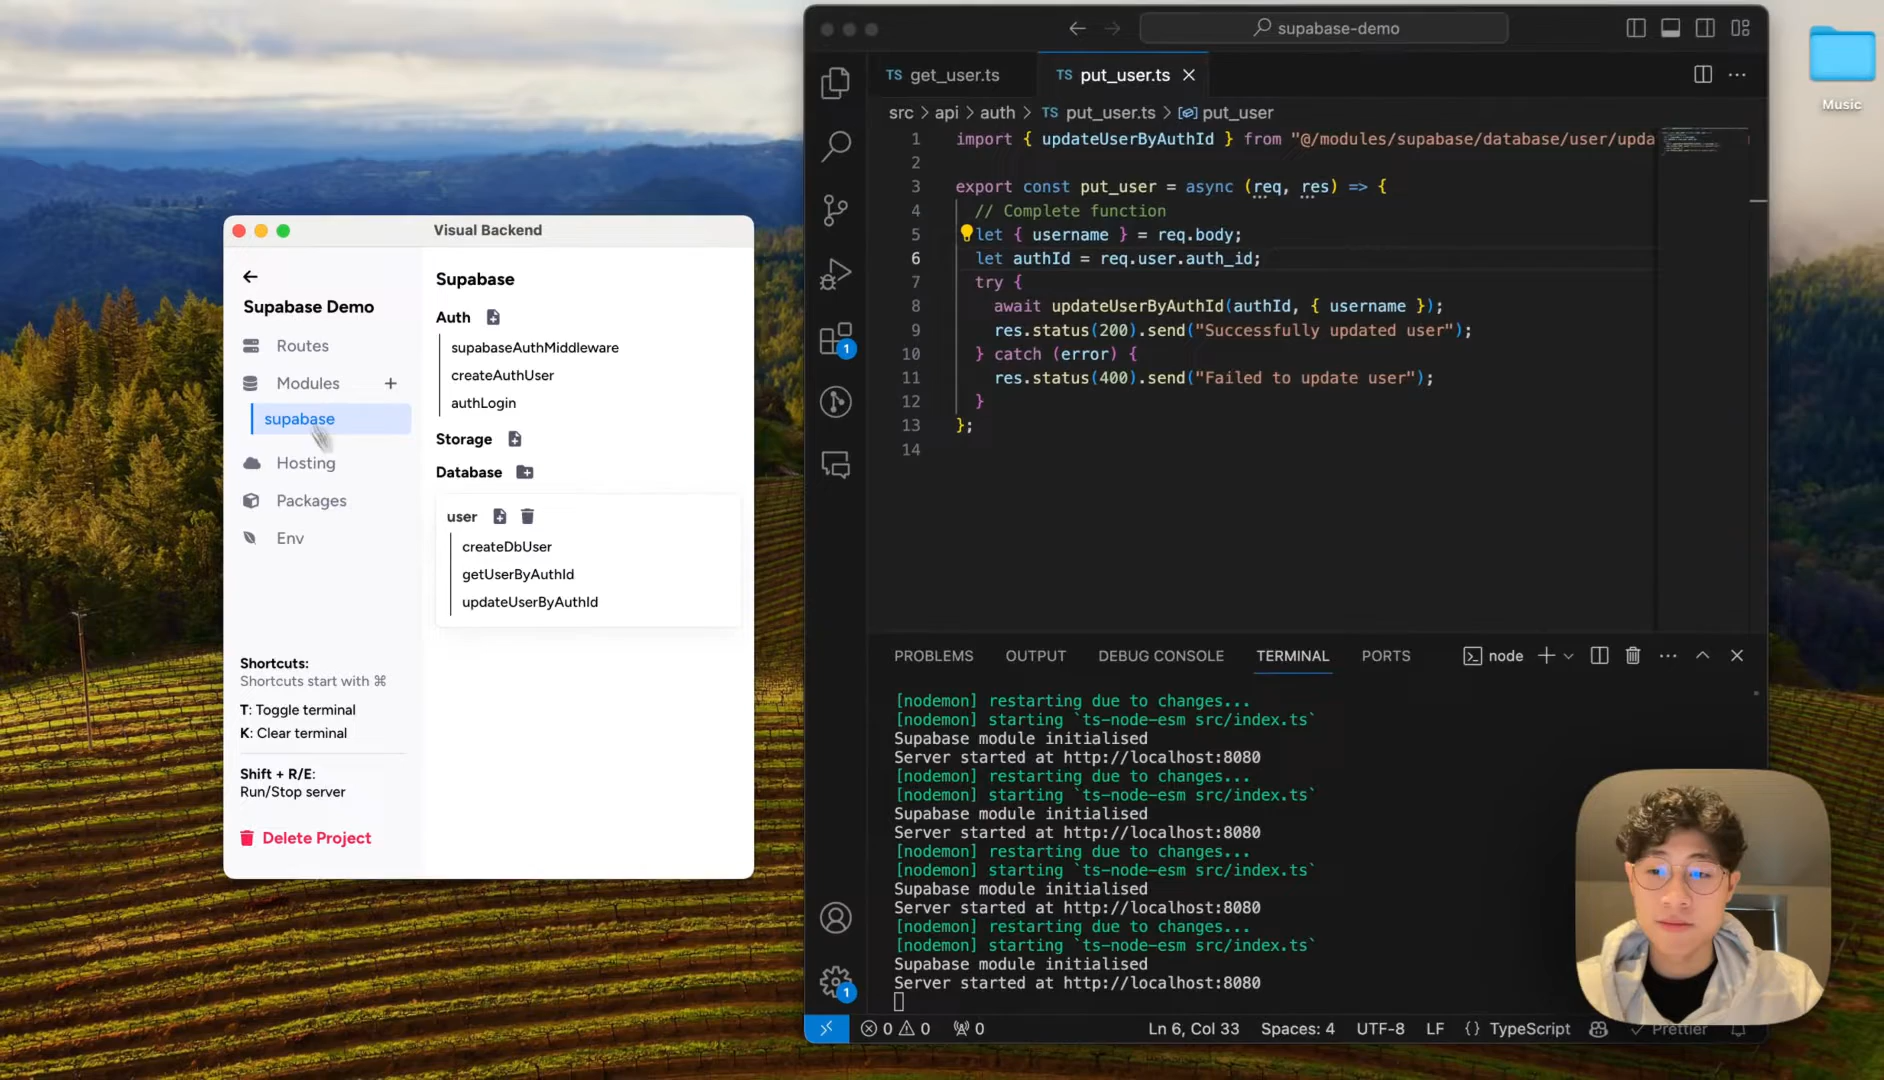 Visual Backend
Supabase Demo
Routes
Modules
supabase
Hosting
Packages
Env
Shortcuts:
Shortcuts start with ⌘
T: Toggle terminal
K: Clear terminal
Shift + R/E:
Run/Stop server
Delete Project
Supabase
Auth
supabaseAuthMiddleware
createAuthUser
authLogin
Storage
Database
user
createDbUser
getUserByAuthId
updateUserByAuthId
supabase-demo
TS get_user.ts
TS put_user.ts
src > api > auth > TS put_user.ts > put_user
1 import { updateUserByAuthId } from "@/modules/supabase/database/user/upda
2
3 export const put_user = async (req, res) => {
4 // Complete function
5 let { username } = req.body;
6 let authId = req.user.auth_id;
7 try {
8 await updateUserByAuthId(authId, { username });
9 res.status(200).send("Successfully updated user");
10 } catch (error) {
11 res.status(400).send("Failed to update user");
12 }
13 };
14
1
1
PROBLEMS OUTPUT DEBUG CONSOLE TERMINAL PORTS node
[nodemon] restarting due to changes...
[nodemon] starting `ts-node-esm src/index.ts`
Supabase module initialised
Server started at http://localhost:8080
[nodemon] restarting due to changes...
[nodemon] starting `ts-node-esm src/index.ts`
Supabase module initialised
Server started at http://localhost:8080
[nodemon] restarting due to changes...
[nodemon] starting `ts-node-esm src/index.ts`
Supabase module initialised
Server started at http://localhost:8080
[nodemon] restarting due to changes...
[nodemon] starting `ts-node-esm src/index.ts`
Supabase module initialised
Server started at http://localhost:8080
0 0 0 Ln 6, Col 33 Spaces: 4 UTF-8 LF {} TypeScript Prettier
Music